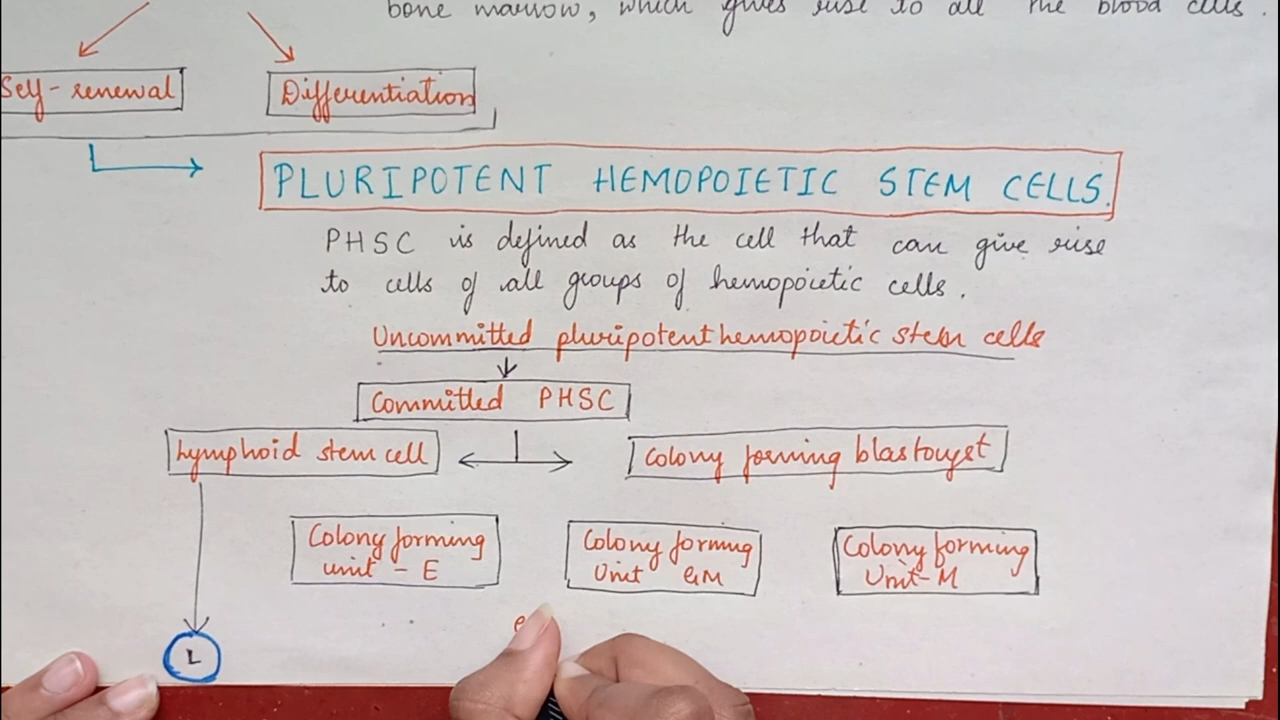 bone marrow, which gives rise to all the blood cells.
Self-renewal
Differentiation
PLURIPOTENT HEMOPOIETIC STEM CELLS.
PHSC is defined as the cell that can give rise
to cells of all groups of hemopoietic cells.
Uncommitted pluripotent hemopoietic stem cells
Committed PHSC
Lymphoid stem cell
Colony forming blastocyst
Colony forming
unit - E
Colony forming
Unit GM
Colony forming
Unit-M
e
L